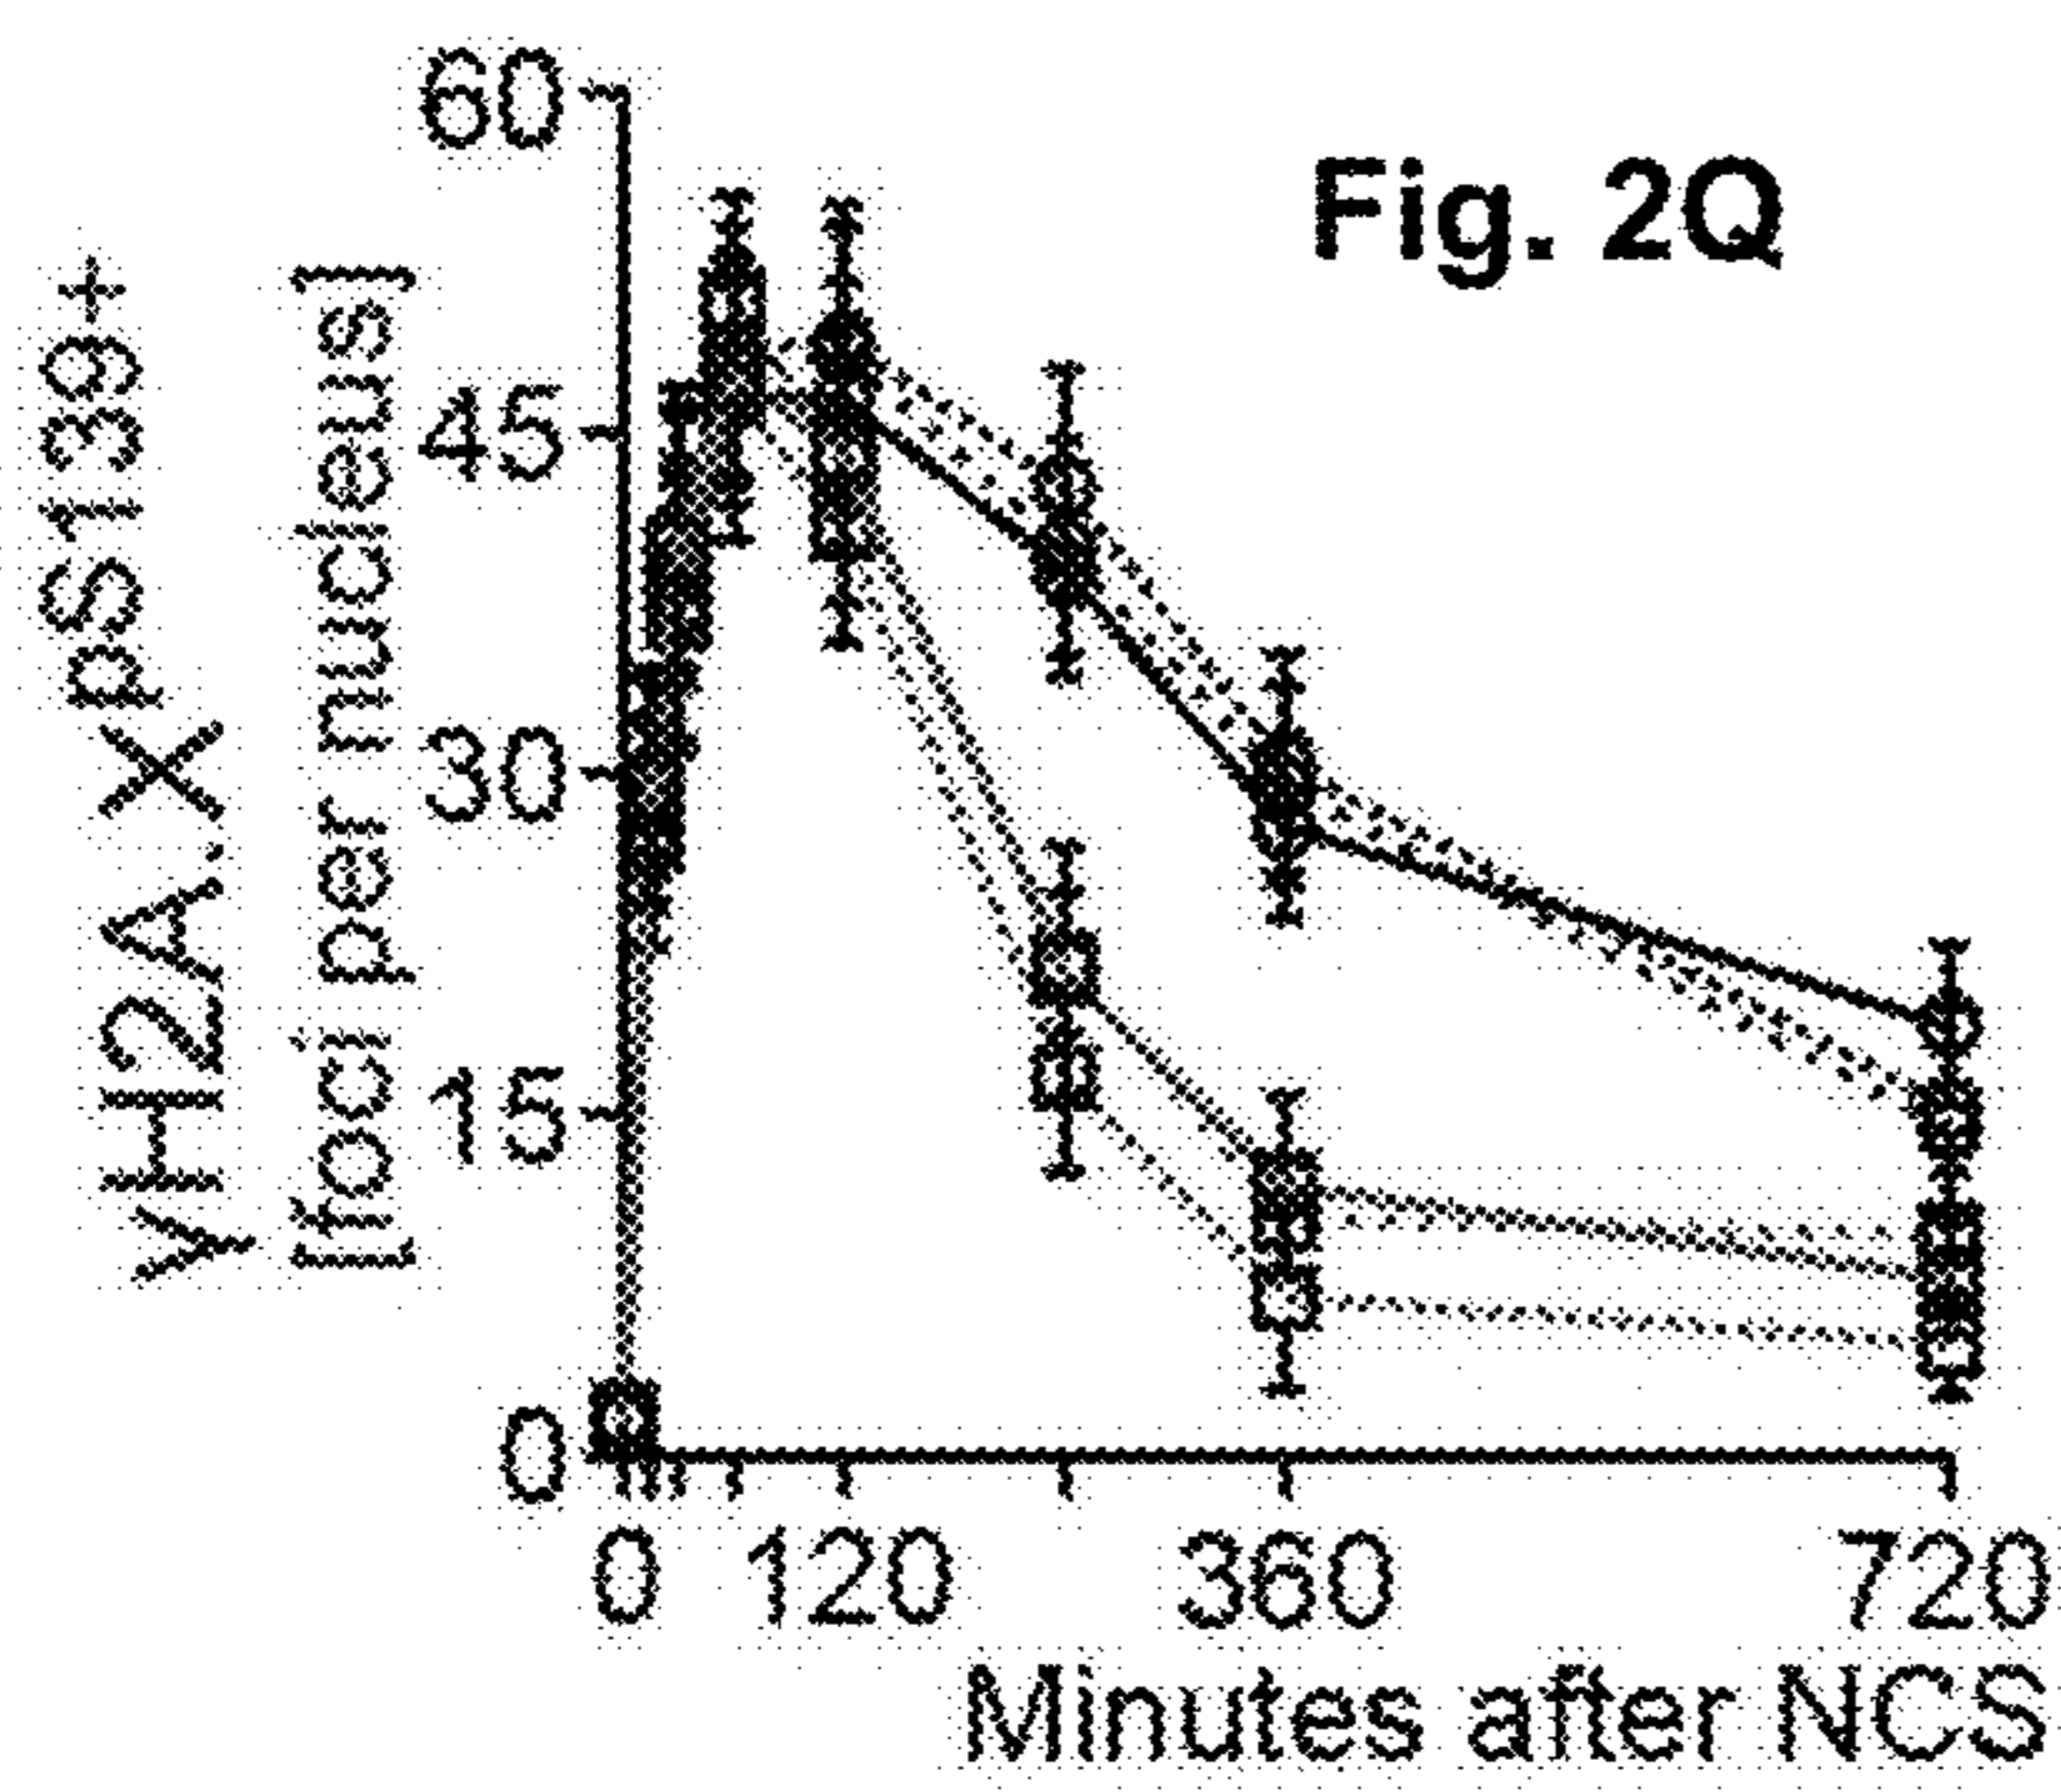 Fig. 2Q
γH2A.X pS139+
[foci per nucleus]
60
45
30
15
0
0 120 360 720
Minutes after NCS